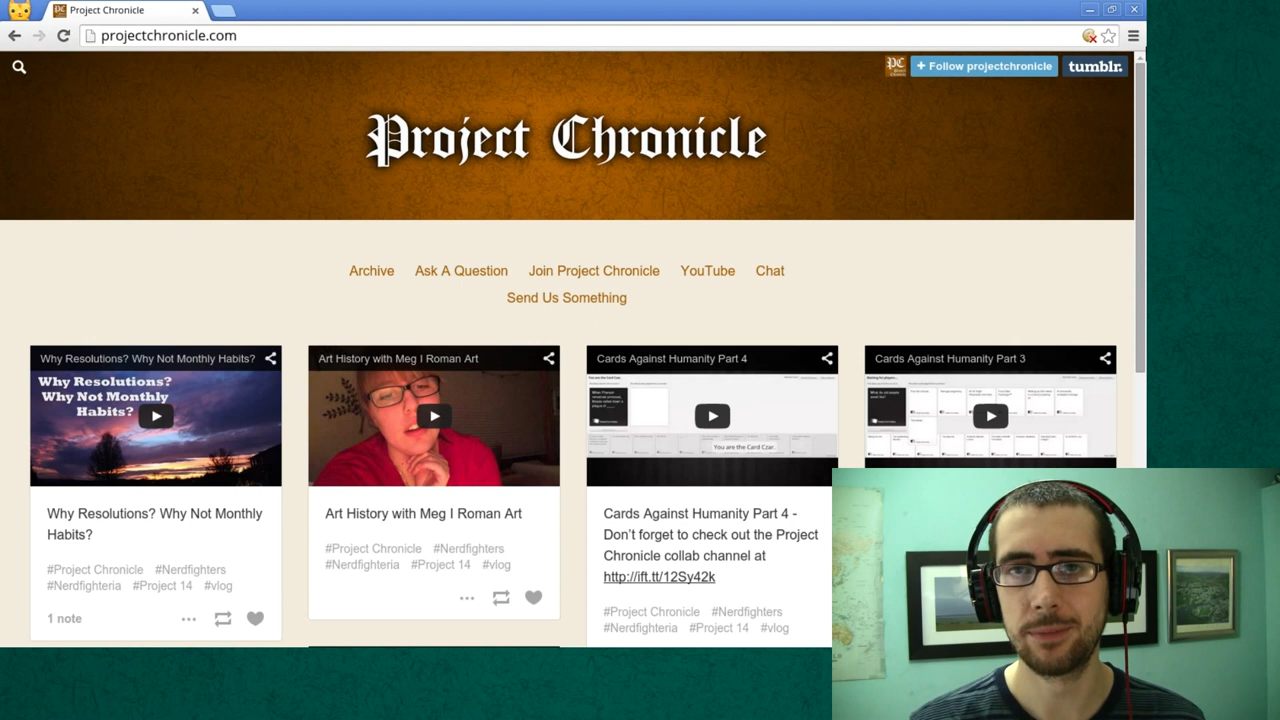 Project Chronicle
projectchronicle.com
PC
+ Follow projectchronicle
tumblr.
Project Chronicle
Archive
Ask A Question
Join Project Chronicle
YouTube
Chat
Send Us Something
Why Resolutions? Why Not Monthly Habits?
Why Resolutions?
Why Not Monthly
Habits?
Why Resolutions? Why Not Monthly
Habits?
#Project Chronicle #Nerdfighters
#Nerdfighteria #Project 14 #vlog
1 note
Art History with Meg I Roman Art
Art History with Meg I Roman Art
#Project Chronicle #Nerdfighters
#Nerdfighteria #Project 14 #vlog
Cards Against Humanity Part 4
You are the Card Czar.
Cards Against Humanity Part 4 -
Don't forget to check out the Project
Chronicle collab channel at
http://ift.tt/12Sy42k
#Project Chronicle #Nerdfighters
#Nerdfighteria #Project 14 #vlog
Cards Against Humanity Part 3